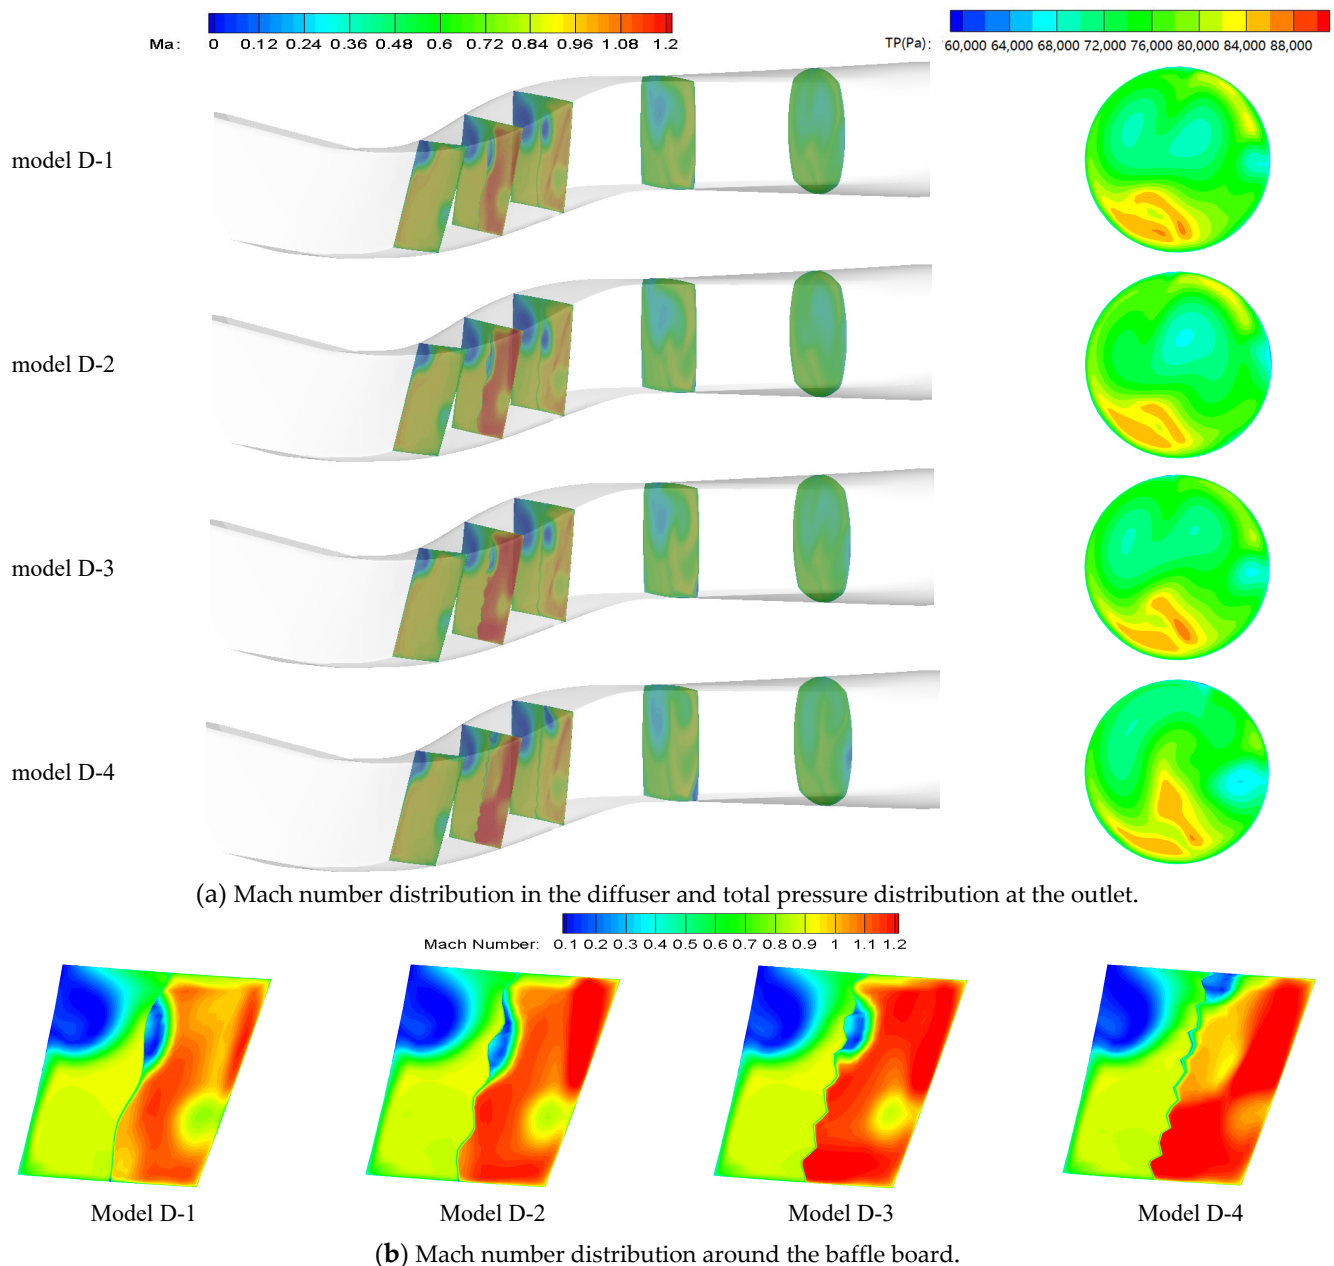 Ma: 0 0.12 0.24 0.36 0.48 0.6 0.72 0.84 0.96 1.08 1.2
TP(Pa): 60,000 64,000 68,000 72,000 76,000 80,000 84,000 88,000
model D-1
model D-2
model D-3
model D-4
(a) Mach number distribution in the diffuser and total pressure distribution at the outlet.
Mach Number: 0.1 0.2 0.3 0.4 0.5 0.6 0.7 0.8 0.9 1 1.1 1.2
Model D-1 Model D-2 Model D-3 Model D-4
(b) Mach number distribution around the baffle board.